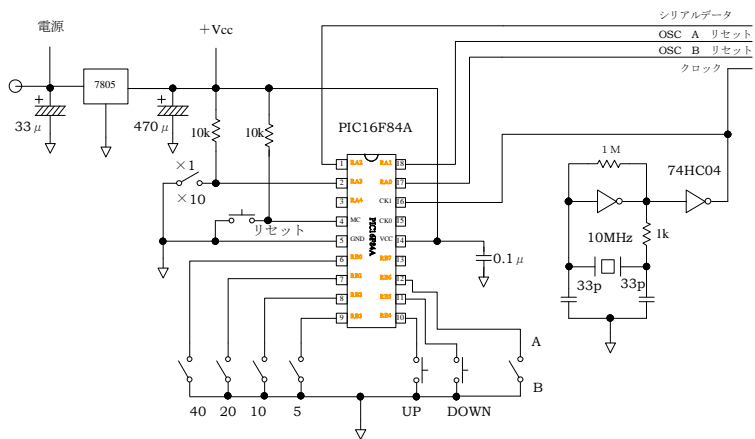 シリアルデータ
OSC A リセット
OSC B リセット
クロック
電源
+Vcc
7805
+
33μ
+
470μ
10k
10k
PIC16F84A
×1
×10
リセット
1 RA2
2 RA3
3 RA4
4 MC
5 GND
6 RB0
7 RB1
8 RB2
9 RB3
PIC16F84A
RA1 18
RA0 17
CK1 16
CK0 15
VCC 14
RB7 13
RB6 12
RB5 11
RB4 10
0.1μ
1M
74HC04
10MHz
1k
33p
33p
A
B
40
20
10
5
UP
DOWN